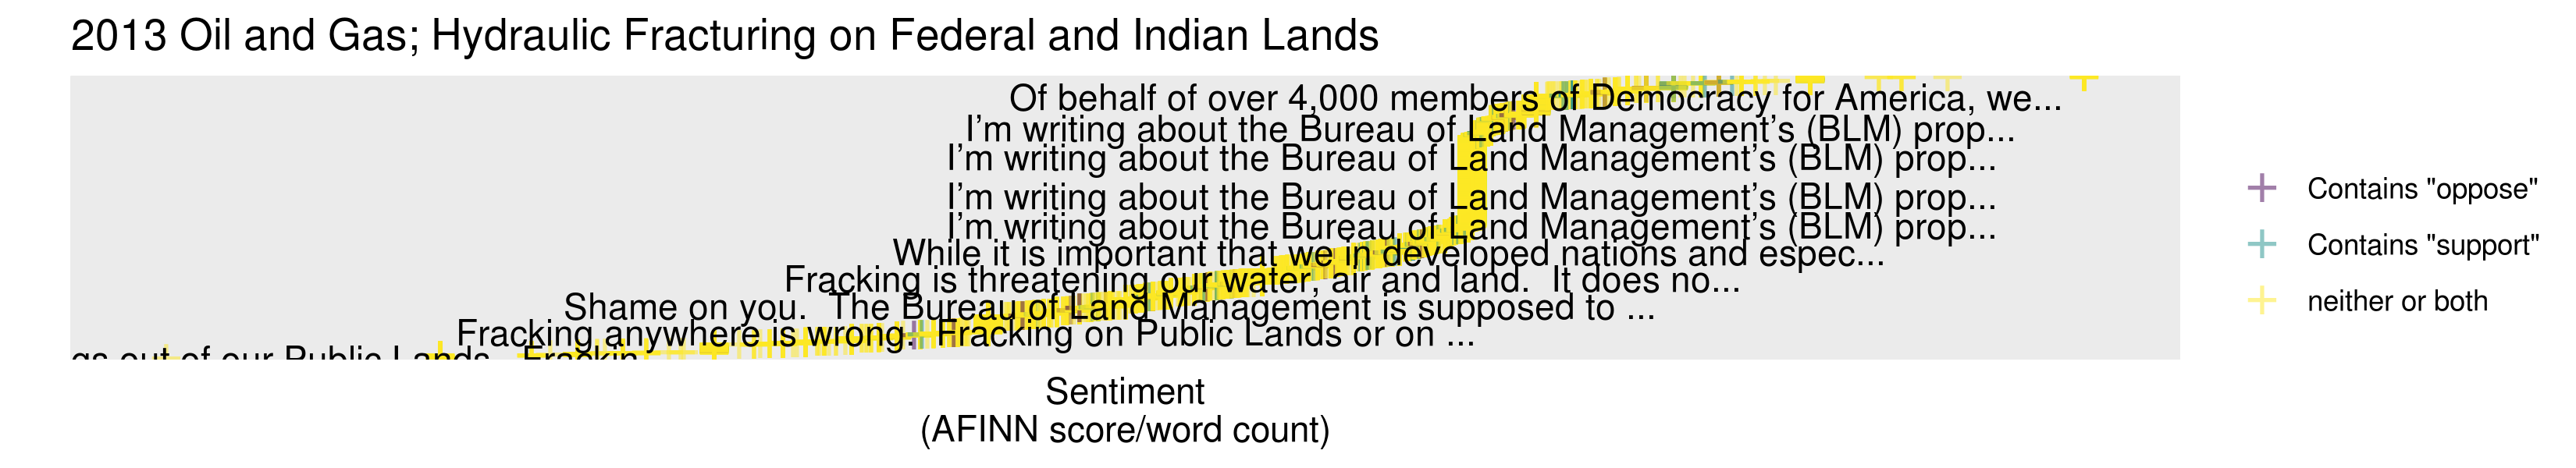 2013 Oil and Gas; Hydraulic Fracturing on Federal and Indian Lands
Of behalf of over 4,000 members of Democracy for America, we...
I’m writing about the Bureau of Land Management’s (BLM) prop...
I’m writing about the Bureau of Land Management’s (BLM) prop...
I’m writing about the Bureau of Land Management’s (BLM) prop...
I’m writing about the Bureau of Land Management’s (BLM) prop...
While it is important that we in developed nations and espec...
Fracking is threatening our water, air and land.  It does no...
Shame on you.  The Bureau of Land Management is supposed to ...
Fracking anywhere is wrong.  Fracking on Public Lands or on ...
gs out of our Public Lands.  Frackin
Contains "oppose"
Contains "support"
neither or both
Sentiment
(AFINN score/word count)